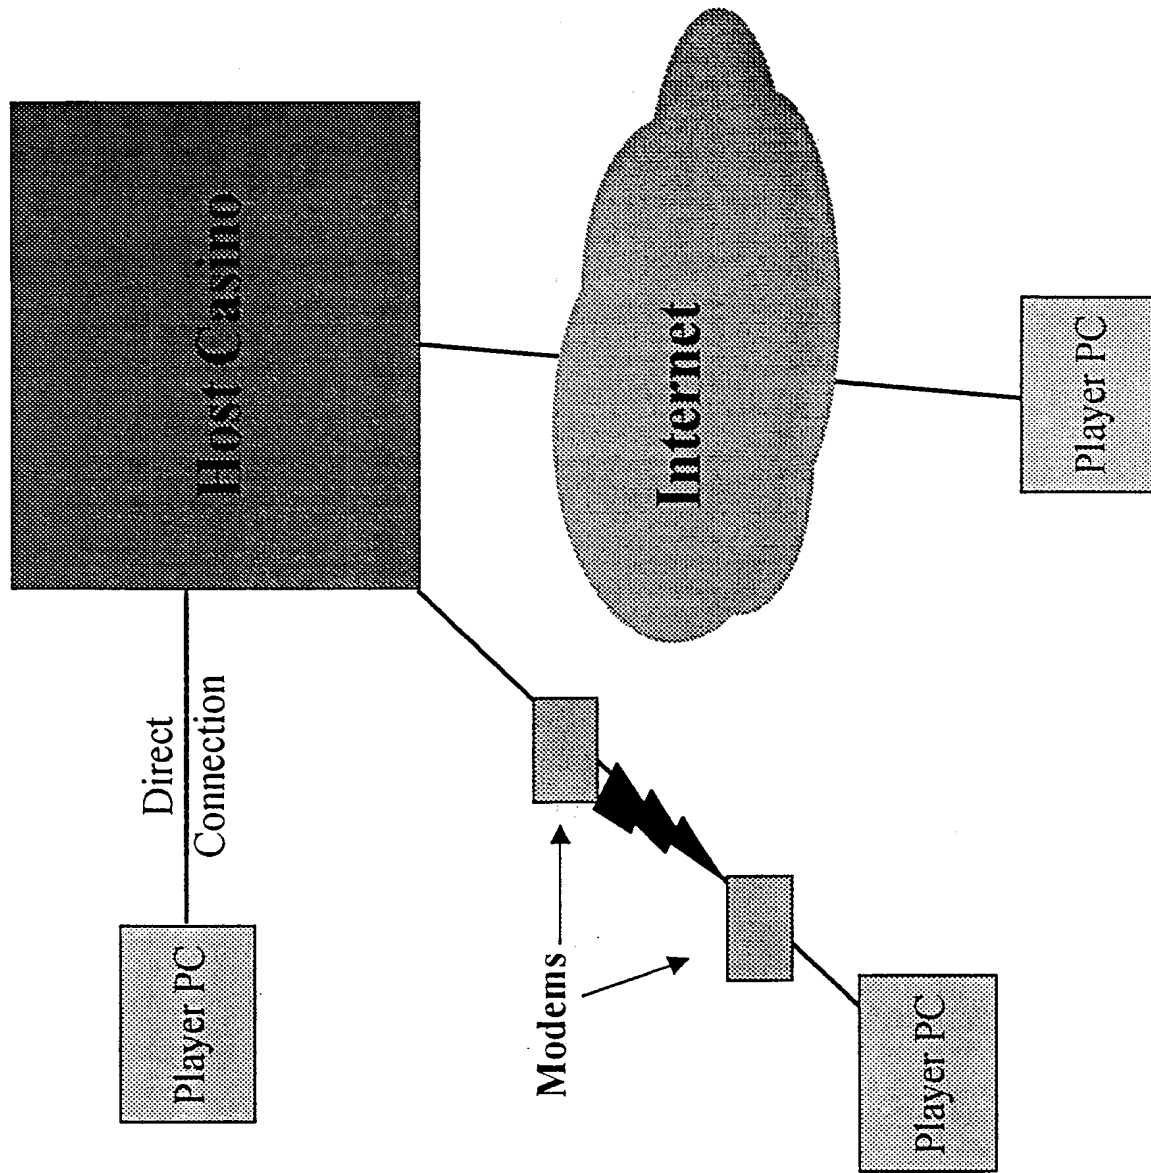 Host Casino
Direct
Connection
Player PC
Internet
Modems
Player PC
Player PC